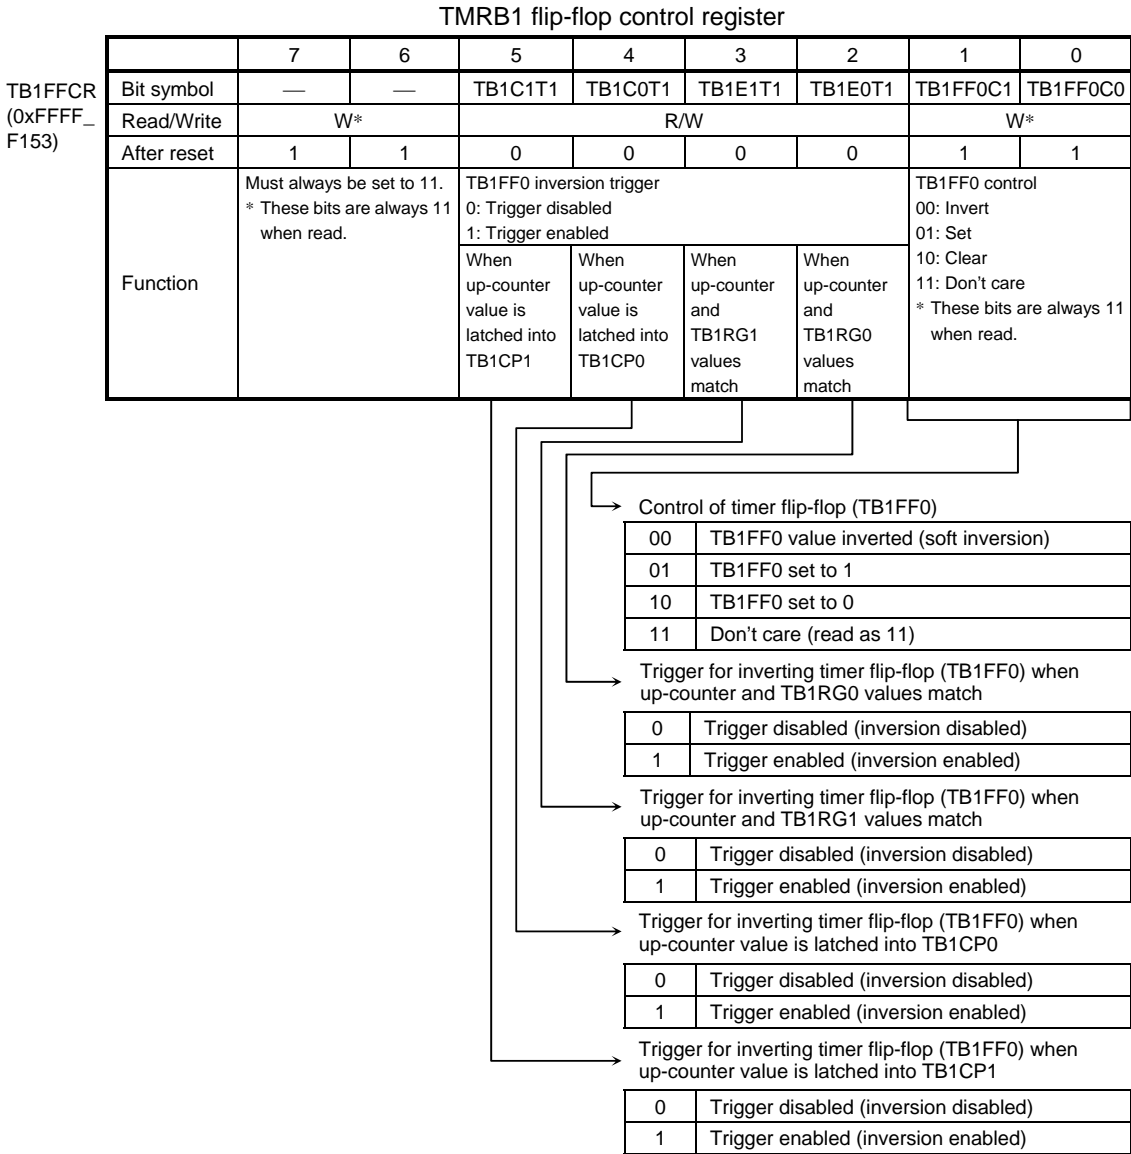 TMRB1 flip-flop control register
7 6 5 4 3 2 1 0
TB1FFCR
(0xFFFF_
F153)
Bit symbol — — TB1C1T1 TB1C0T1 TB1E1T1 TB1E0T1 TB1FF0C1 TB1FF0C0
Read/Write W* R/W W*
After reset 1 1 0 0 0 0 1 1
Function
Must always be set to 11.
* These bits are always 11
when read.
TB1FF0 inversion trigger
0: Trigger disabled
1: Trigger enabled
When
up-counter
value is
latched into
TB1CP1
When
up-counter
value is
latched into
TB1CP0
When
up-counter
and
TB1RG1
values
match
When
up-counter
and
TB1RG0
values
match
TB1FF0 control
00: Invert
01: Set
10: Clear
11: Don't care
* These bits are always 11
when read.
Control of timer flip-flop (TB1FF0)
00 TB1FF0 value inverted (soft inversion)
01 TB1FF0 set to 1
10 TB1FF0 set to 0
11 Don't care (read as 11)
Trigger for inverting timer flip-flop (TB1FF0) when
up-counter and TB1RG0 values match
0 Trigger disabled (inversion disabled)
1 Trigger enabled (inversion enabled)
Trigger for inverting timer flip-flop (TB1FF0) when
up-counter and TB1RG1 values match
0 Trigger disabled (inversion disabled)
1 Trigger enabled (inversion enabled)
Trigger for inverting timer flip-flop (TB1FF0) when
up-counter value is latched into TB1CP0
0 Trigger disabled (inversion disabled)
1 Trigger enabled (inversion enabled)
Trigger for inverting timer flip-flop (TB1FF0) when
up-counter value is latched into TB1CP1
0 Trigger disabled (inversion disabled)
1 Trigger enabled (inversion enabled)